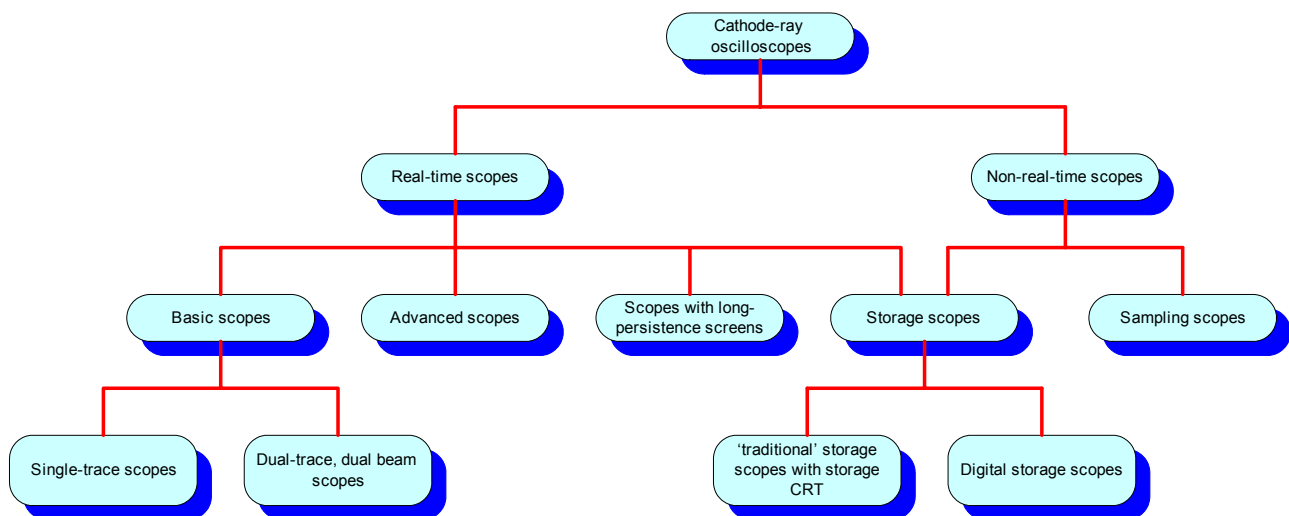 Cathode-ray
oscilloscopes
Real-time scopes
Non-real-time scopes
Basic scopes
Advanced scopes
Scopes with long-
persistence screens
Storage scopes
Sampling scopes
Single-trace scopes
Dual-trace, dual beam
scopes
‘traditional’ storage
scopes with storage
CRT
Digital storage scopes